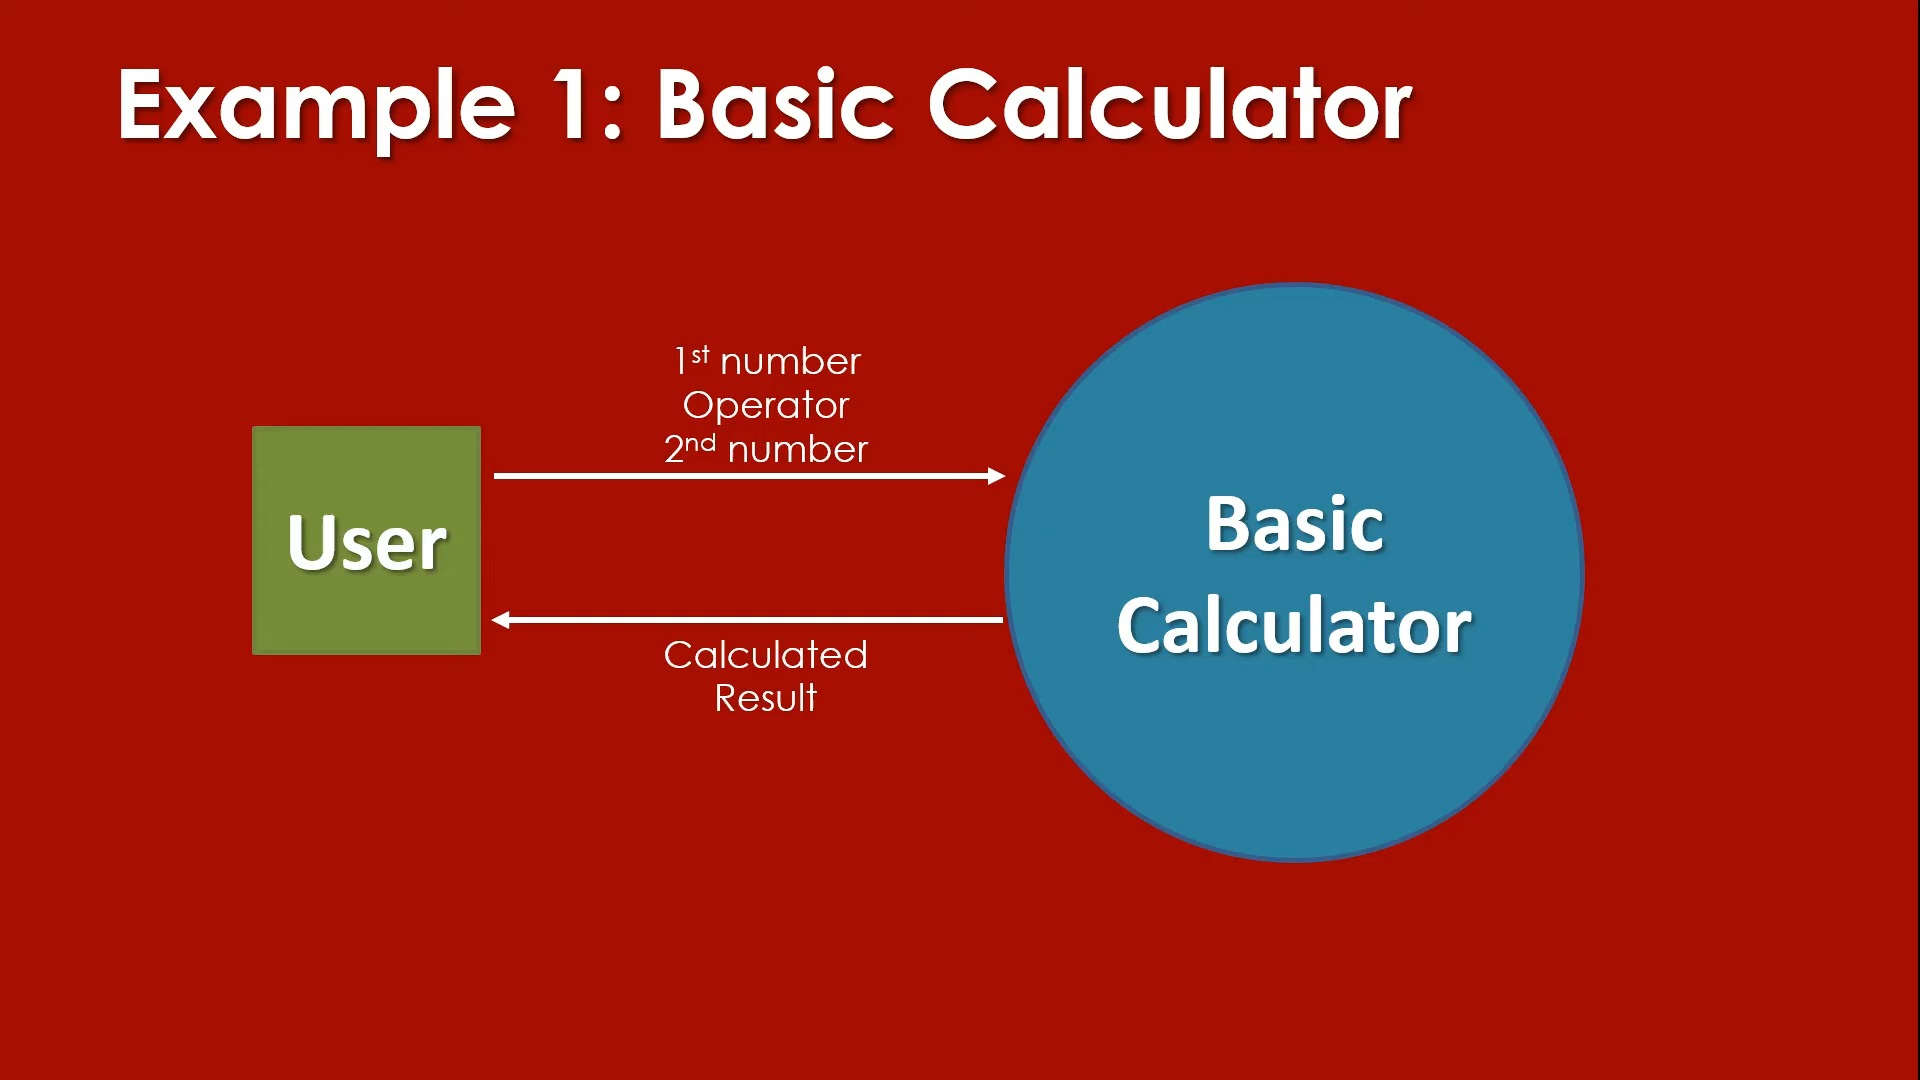 Example 1: Basic Calculator
1st number
Operator
2nd number
User
Basic
Calculator
Calculated
Result